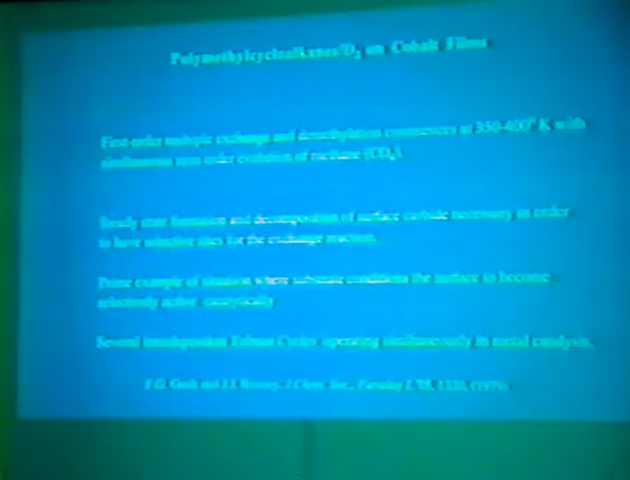 Polymethylcycloalkanes/D₂ on Cobalt Films
First-order multiple exchange and demethylation commences at 350-400° K with
simultaneous zero order evolution of methane (CD₄).
Steady state formation and decomposition of surface carbide necessary in order
to have selective sites for the exchange reaction.
Prime example of situation where substrate conditions the surface to become
selectively active catalytically.
Several interdependent Cycles operating simultaneously in metal catalysis.
F.G. and J.J. Rooney, J. Chem. Soc., Faraday I, 75, (1979)